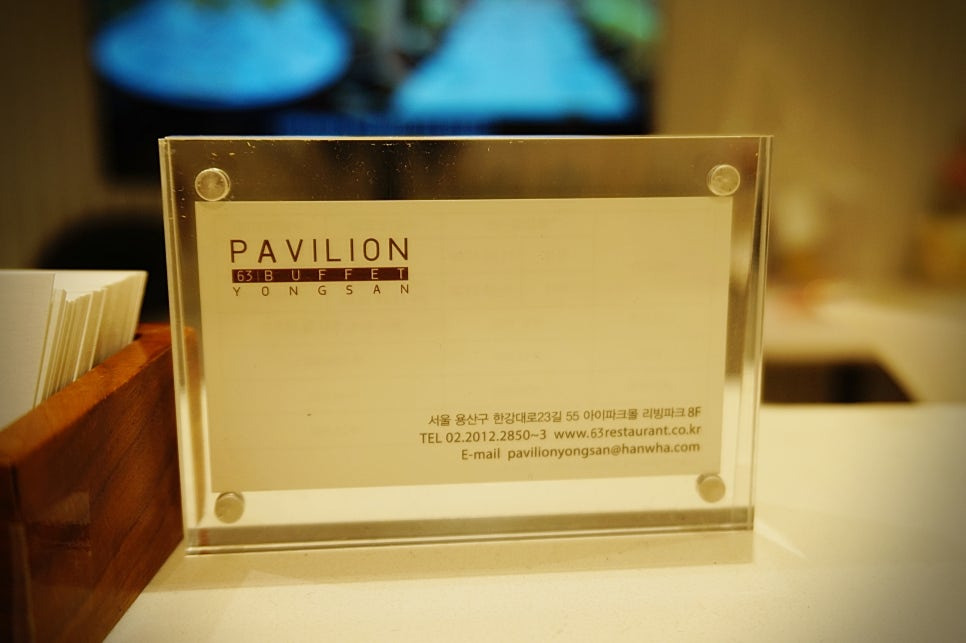 PAVILION
63 BUFFET
YONGSAN
서울 용산구 한강대로23길 55 아이파크몰 리빙파크 8F
TEL 02.2012.2850~3 www.63restaurant.co.kr
E-mail pavilionyongsan@hanwha.com